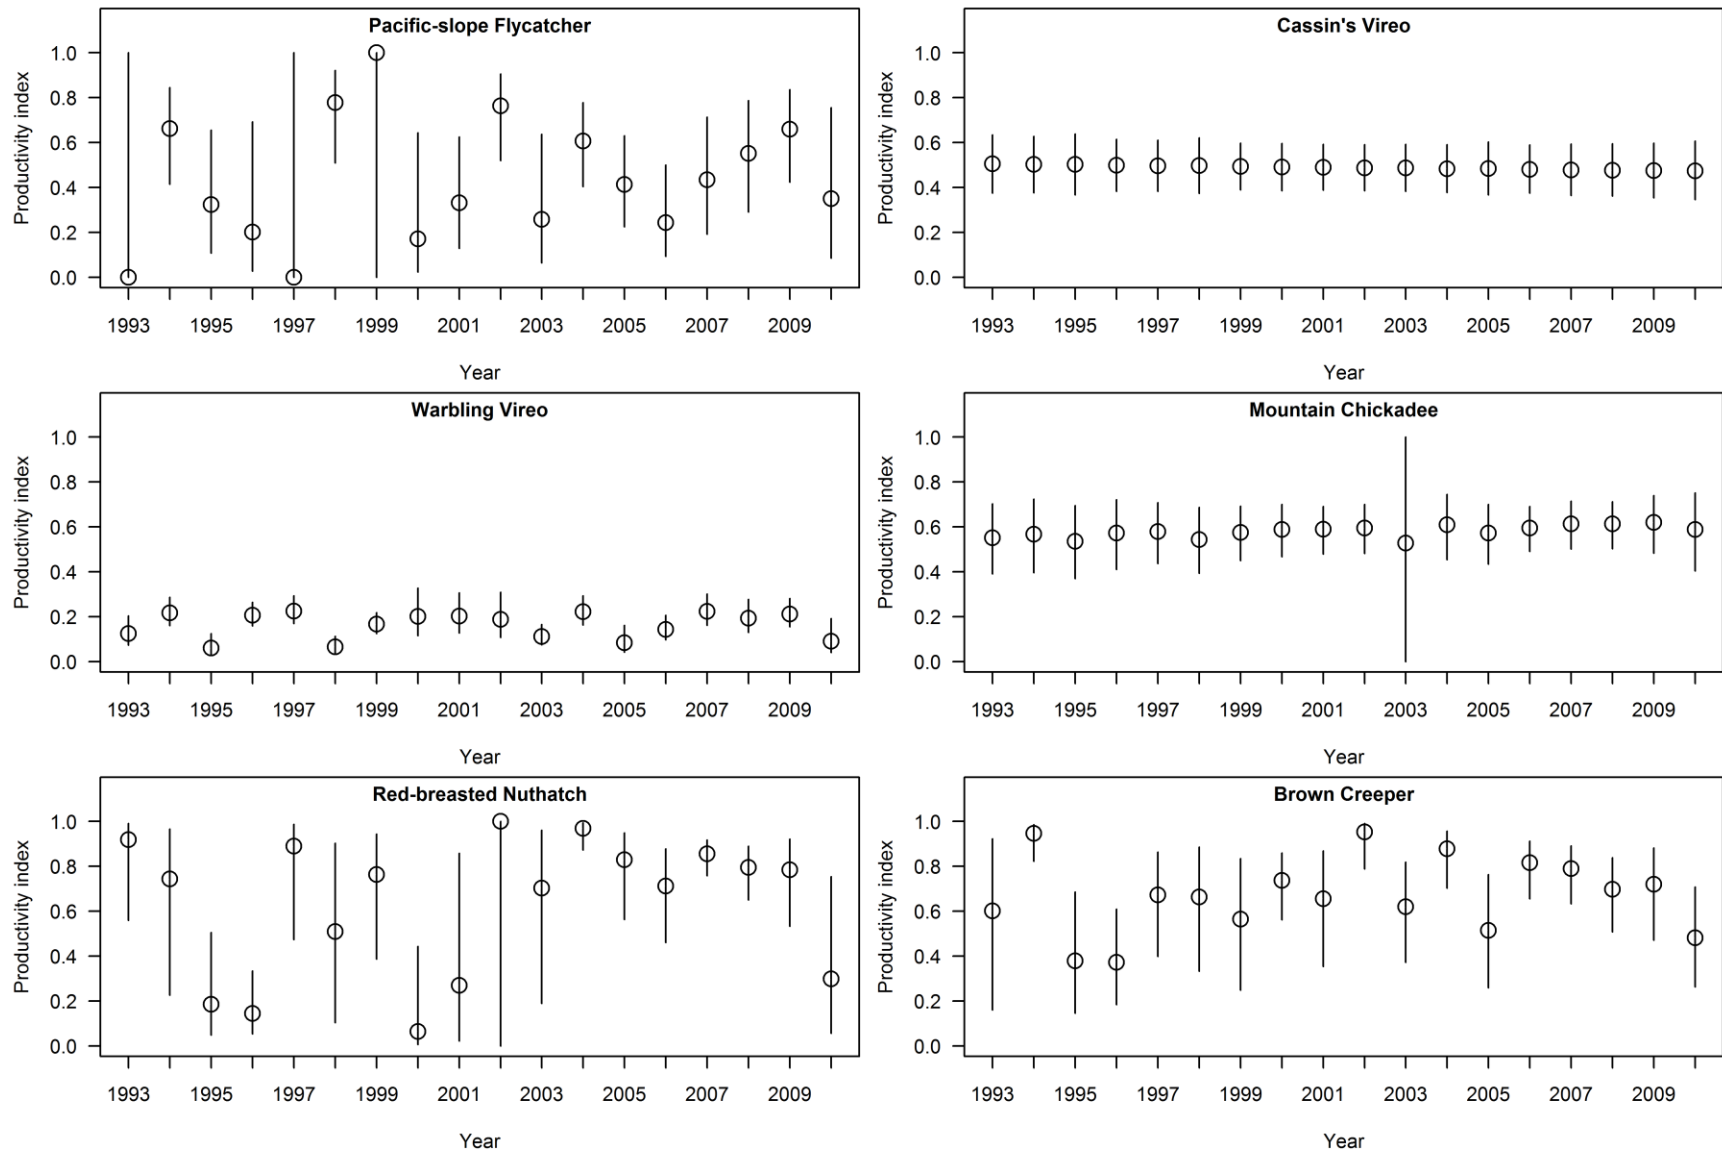 Pacific-slope Flycatcher
Productivity index
1.0
0.8
0.6
0.4
0.2
0.0
1993 1995 1997 1999 2001 2003 2005 2007 2009
Year
Cassin's Vireo
Productivity index
1.0
0.8
0.6
0.4
0.2
0.0
1993 1995 1997 1999 2001 2003 2005 2007 2009
Year
Warbling Vireo
Productivity index
1.0
0.8
0.6
0.4
0.2
0.0
1993 1995 1997 1999 2001 2003 2005 2007 2009
Year
Mountain Chickadee
Productivity index
1.0
0.8
0.6
0.4
0.2
0.0
1993 1995 1997 1999 2001 2003 2005 2007 2009
Year
Red-breasted Nuthatch
Productivity index
1.0
0.8
0.6
0.4
0.2
0.0
1993 1995 1997 1999 2001 2003 2005 2007 2009
Year
Brown Creeper
Productivity index
1.0
0.8
0.6
0.4
0.2
0.0
1993 1995 1997 1999 2001 2003 2005 2007 2009
Year